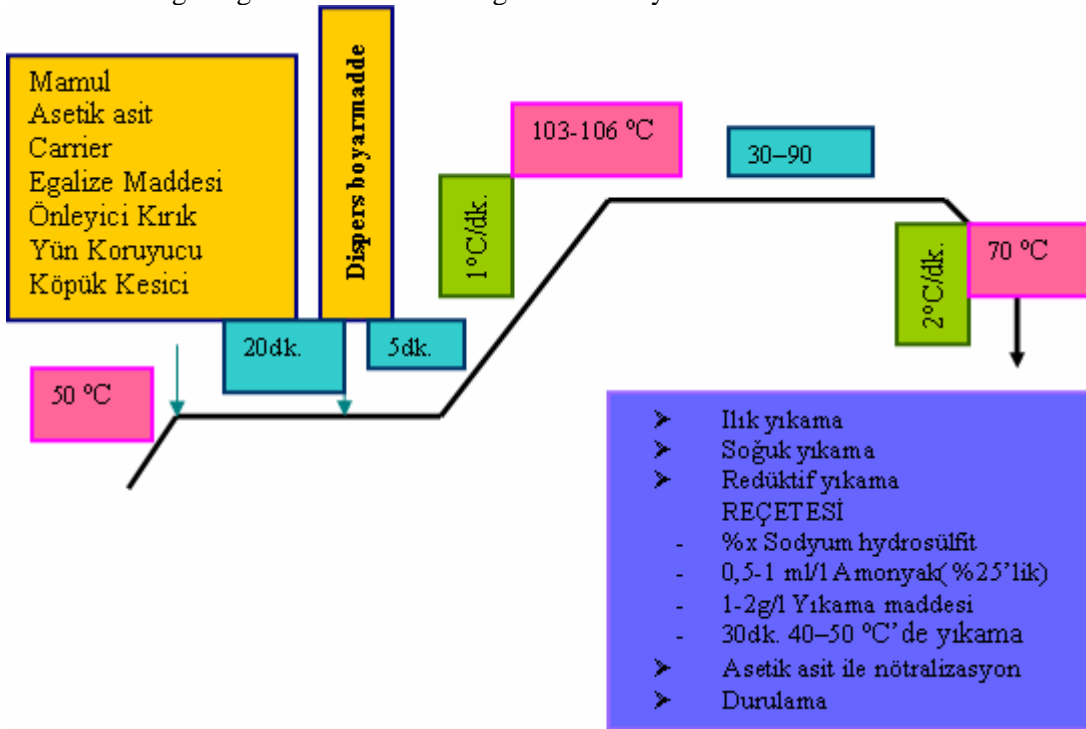 Mamul
Asetik asit
Carrier
Egalize Maddesi
Önleyici Kırık
Yün Koruyucu
Köpük Kesici
Dispers boyarmadde
50 ºC
20dk.
5dk.
1°C/dk.
103-106 ºC
30–90
2°C/dk.
70 ºC
➢ Ilık yıkama
➢ Soğuk yıkama
➢ Redüktif yıkama
REÇETESİ
- %x Sodyum hydrosülfit
- 0,5-1 ml/l Amonyak( %25’lik)
- 1-2g/l Yıkama maddesi
- 30dk. 40–50 ºC’ de yıkama
➢ Asetik asit ile nötralizasyon
➢ Durulama